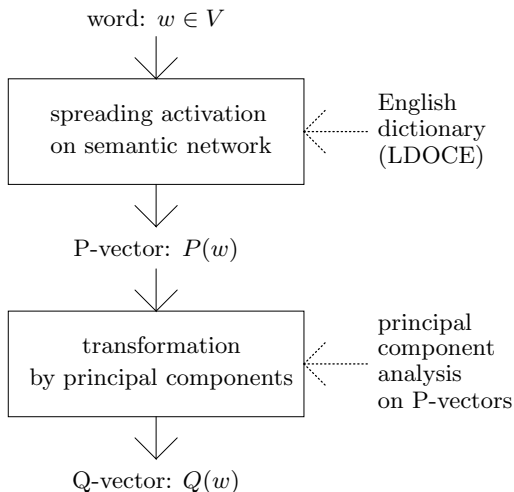 word: w ∈ V
spreading activation
on semantic network
English
dictionary
(LDOCE)
P-vector: P(w)
transformation
by principal components
principal
component
analysis
on P-vectors
Q-vector: Q(w)